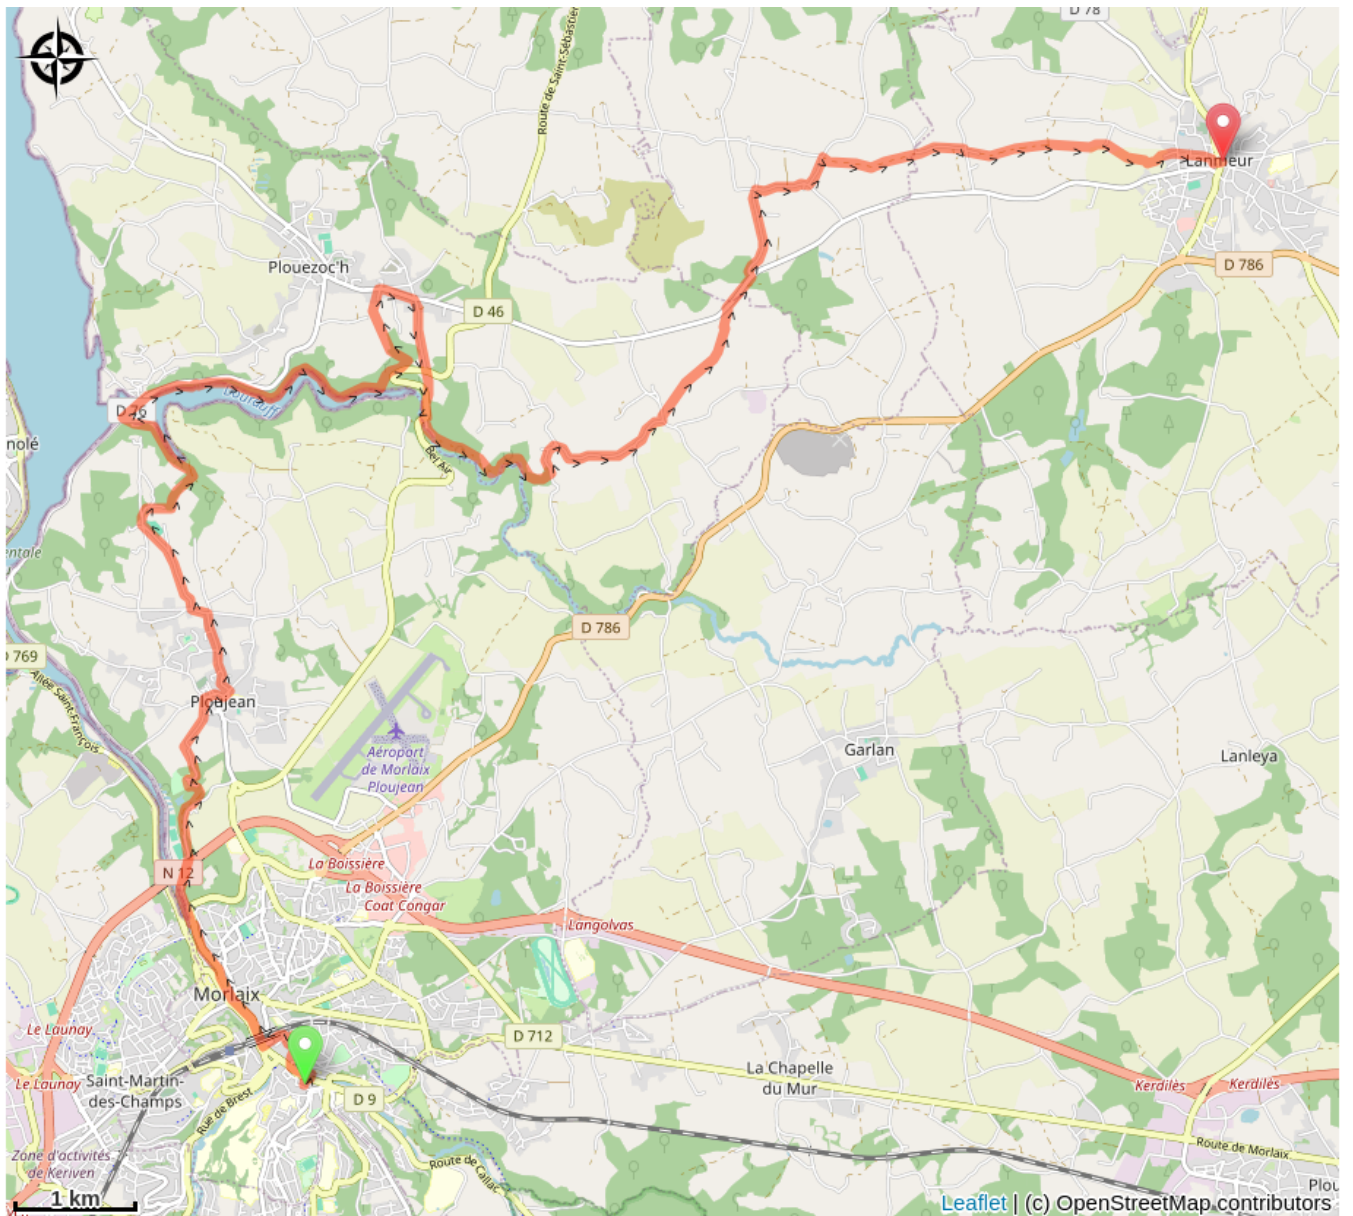 D 78
Route de Saint-Sébastien
Lanmeur
Plouezoc'h
D 786
D 46
Dourduff
nolé
Bel Air
entale
D 786
D 769
Allée Saint-François
Ploujean
Aéroport
de Morlaix
Ploujean
Garlan
Lanleya
La Boissière
N 12
La Boissière
Coat Congar
Langolvas
Morlaix
Le Launay
D 712
La Chapelle
du Mur
Le Launay
Saint-Martin-
des-Champs
Kerdilès
Kerdilès
D 9
Rue de Brest
Zone d'activités
de Keriven
Route de Callac
Route de Morlaix
Plou
1 km
Leaflet | (c) OpenStreetMap contributors